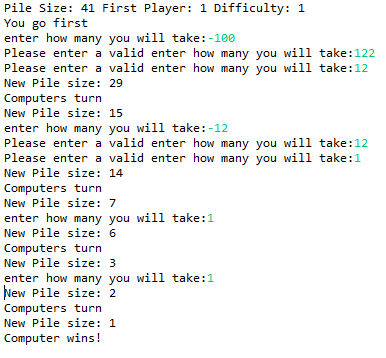 Pile Size: 41 First Player: 1 Difficulty: 1
You go first
enter how many you will take:-100
Please enter a valid enter how many you will take:122
Please enter a valid enter how many you will take:12
New Pile size: 29
Computers turn
New Pile size: 15
enter how many you will take:-12
Please enter a valid enter how many you will take:12
Please enter a valid enter how many you will take:1
New Pile size: 14
Computers turn
New Pile size: 7
enter how many you will take:1
New Pile size: 6
Computers turn
New Pile size: 3
enter how many you will take:1
New Pile size: 2
Computers turn
New Pile size: 1
Computer wins!